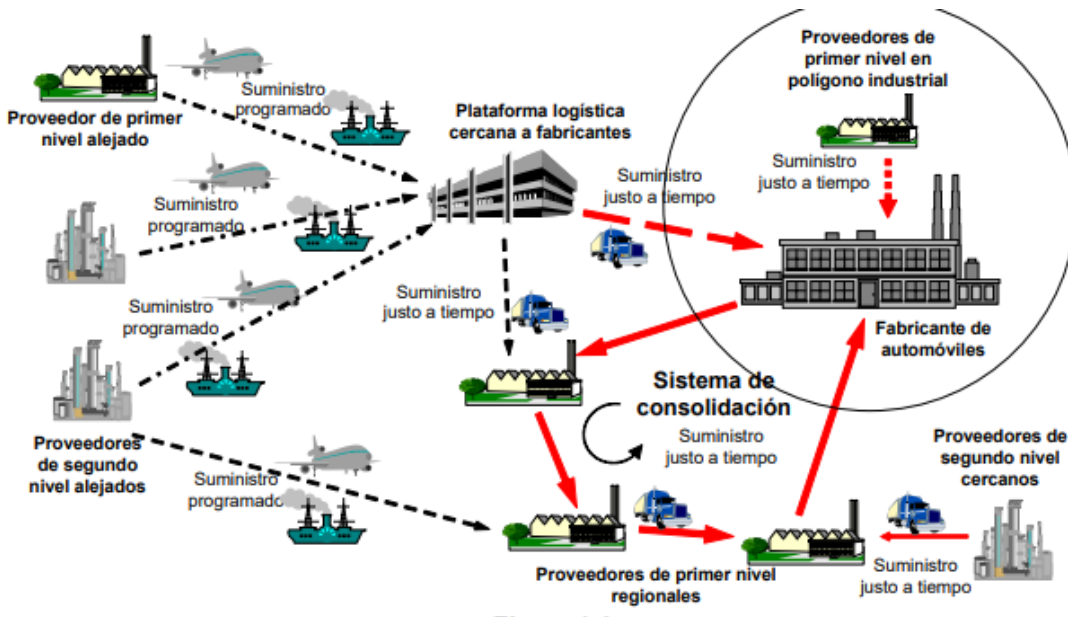 Proveedor de primer
nivel alejado
Suministro
programado
Plataforma logística
cercana a fabricantes
Proveedores de
primer nivel en
polígono industrial
Suministro
justo a tiempo
Suministro
justo a tiempo
Suministro
programado
Suministro
programado
Suministro
justo a tiempo
Fabricante de
automóviles
Sistema de
consolidación
Suministro
justo a tiempo
Proveedores
de segundo
nivel alejados
Suministro
programado
Proveedores de
segundo nivel
cercanos
Suministro
justo a tiempo
Proveedores de primer nivel
regionales